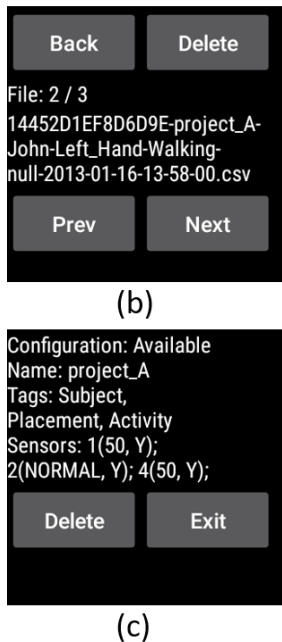 Back Delete
File: 2 / 3
14452D1EF8D6D9E-project_A-
John-Left_Hand-Walking-
null-2013-01-16-13-58-00.csv
Prev Next
(b)
Configuration: Available
Name: project_A
Tags: Subject,
Placement, Activity
Sensors: 1(50, Y);
2(NORMAL, Y); 4(50, Y);
Delete Exit
(c)